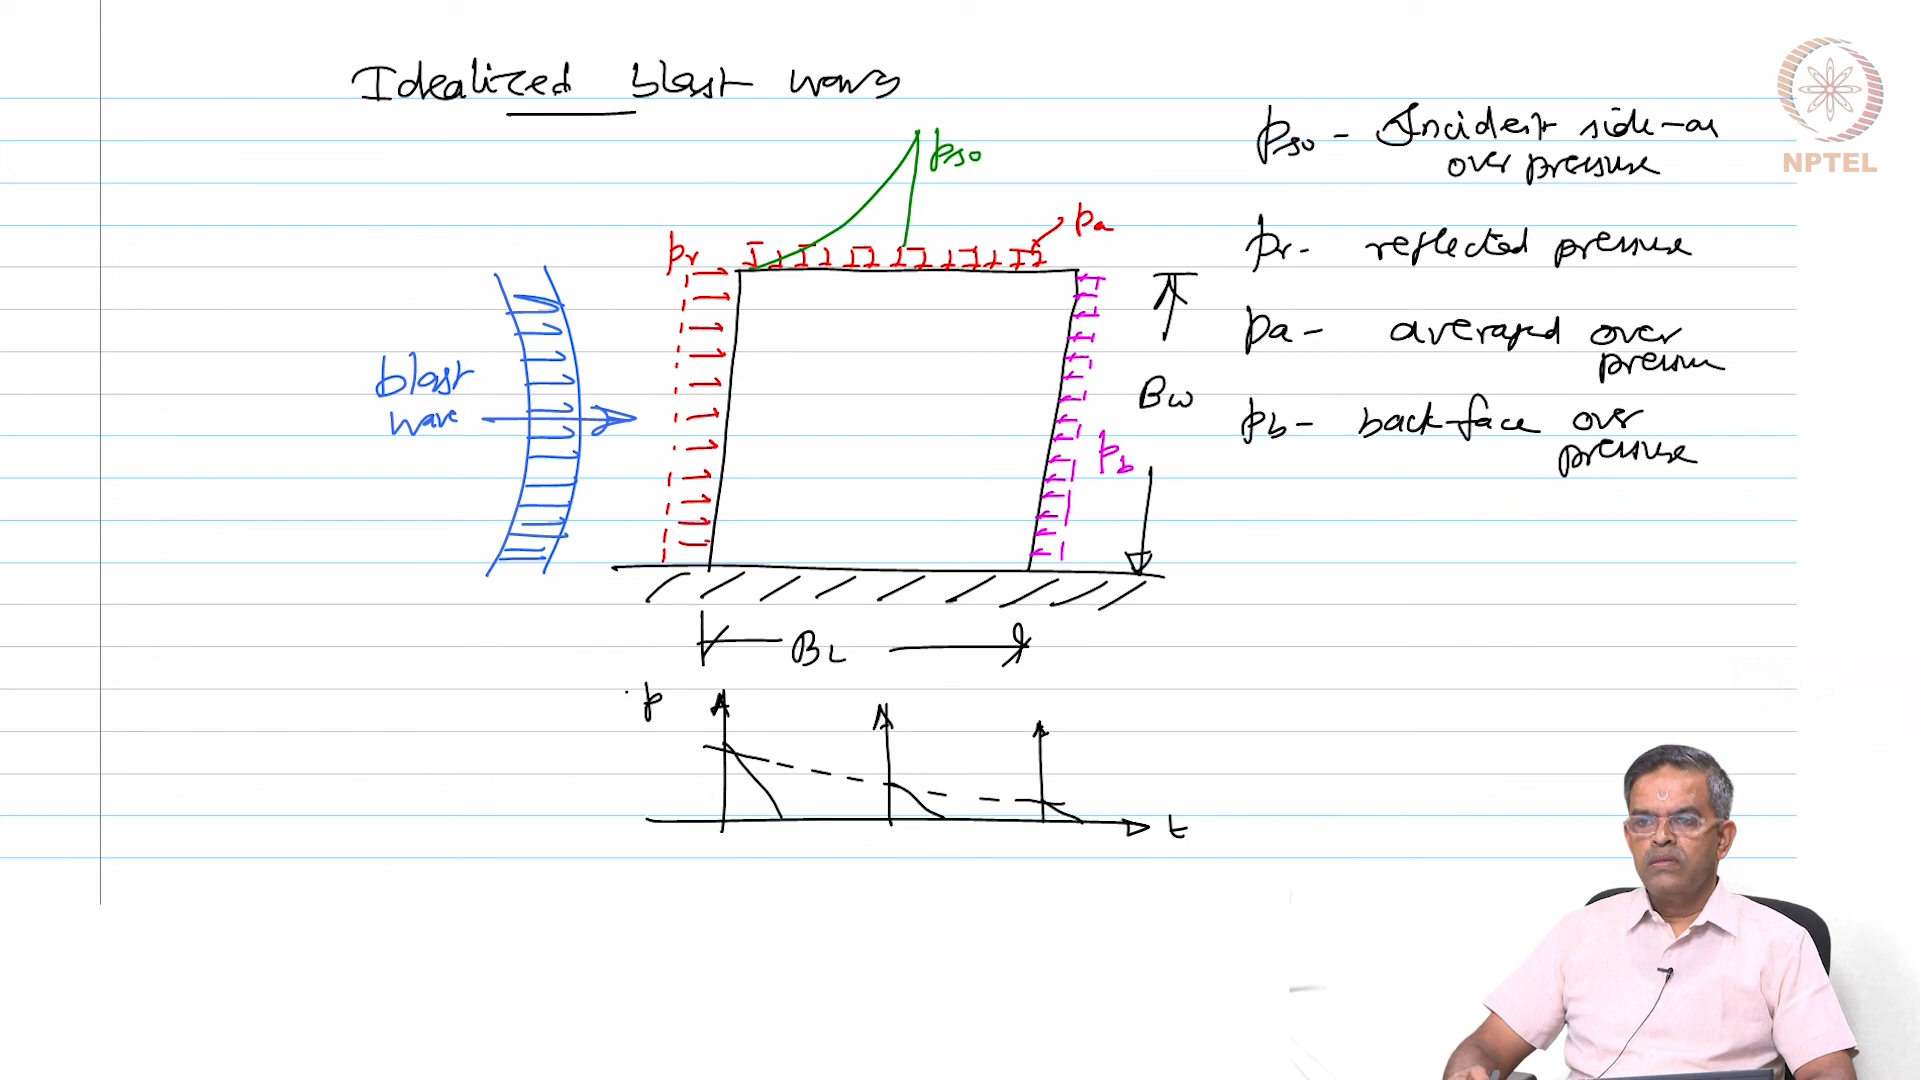 Idealized blast wave
pso
pa
pr
blast
wave
pb
Bw
BL
p
t
pso - Incident side-on
over pressure
pr - reflected pressure
pa - averaged over
pressure
pb - back-face over
pressure
NPTEL